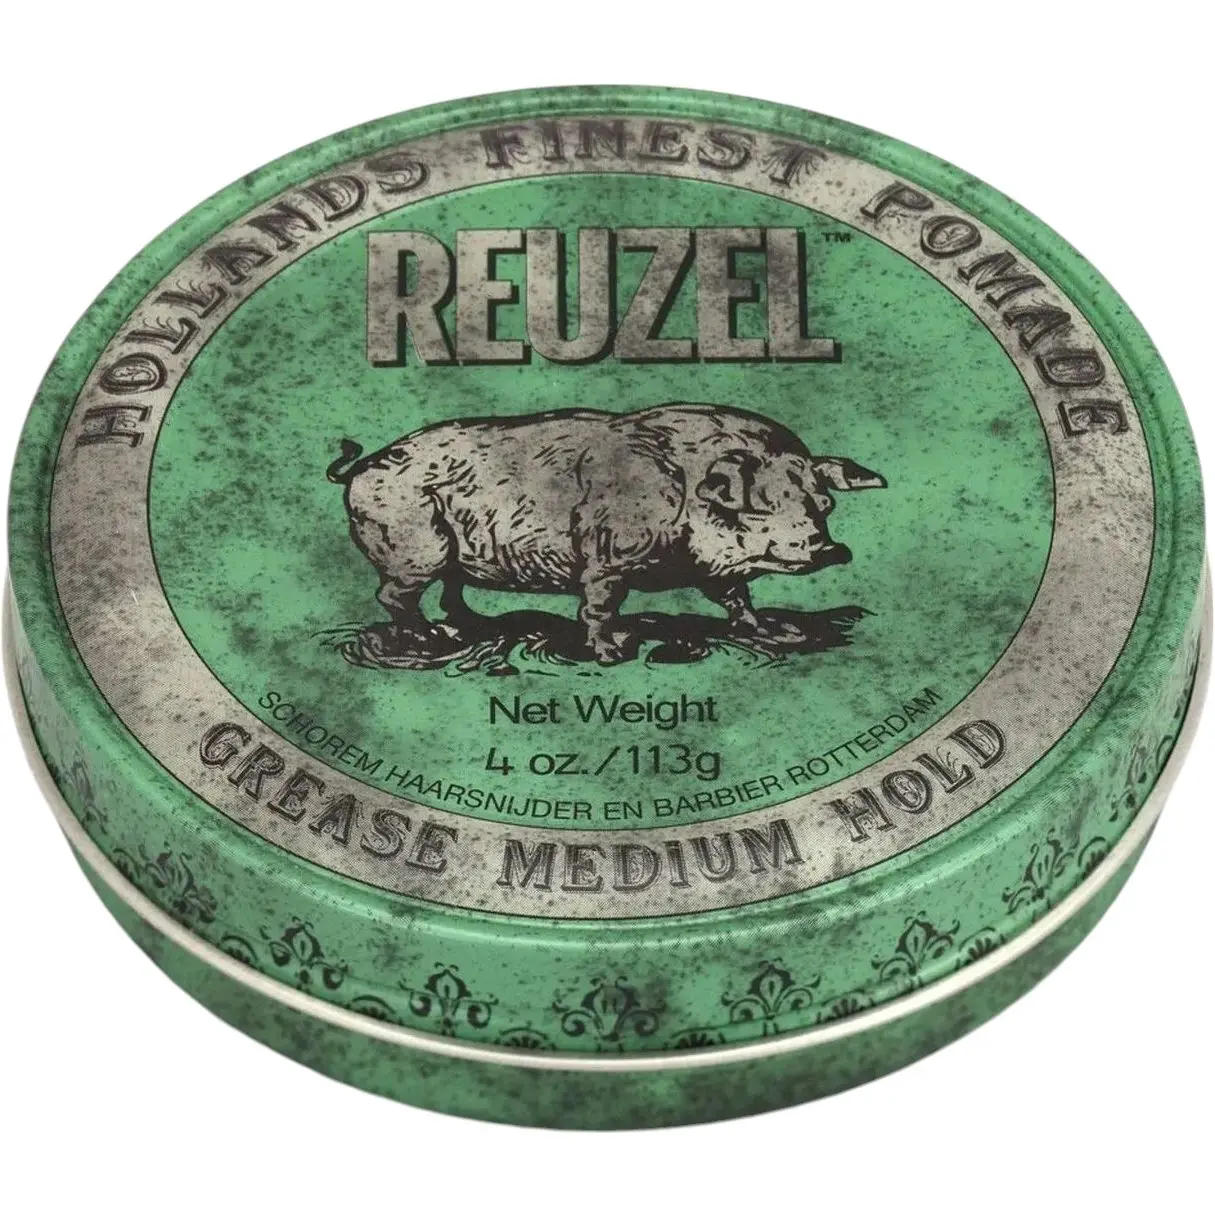 HOLLANDS FINEST POMADE
REUZEL™
Net Weight
4 oz./113g
SCHOREM HAARSNIJDER EN BARBIER ROTTERDAM
GREASE MEDIUM HOLD